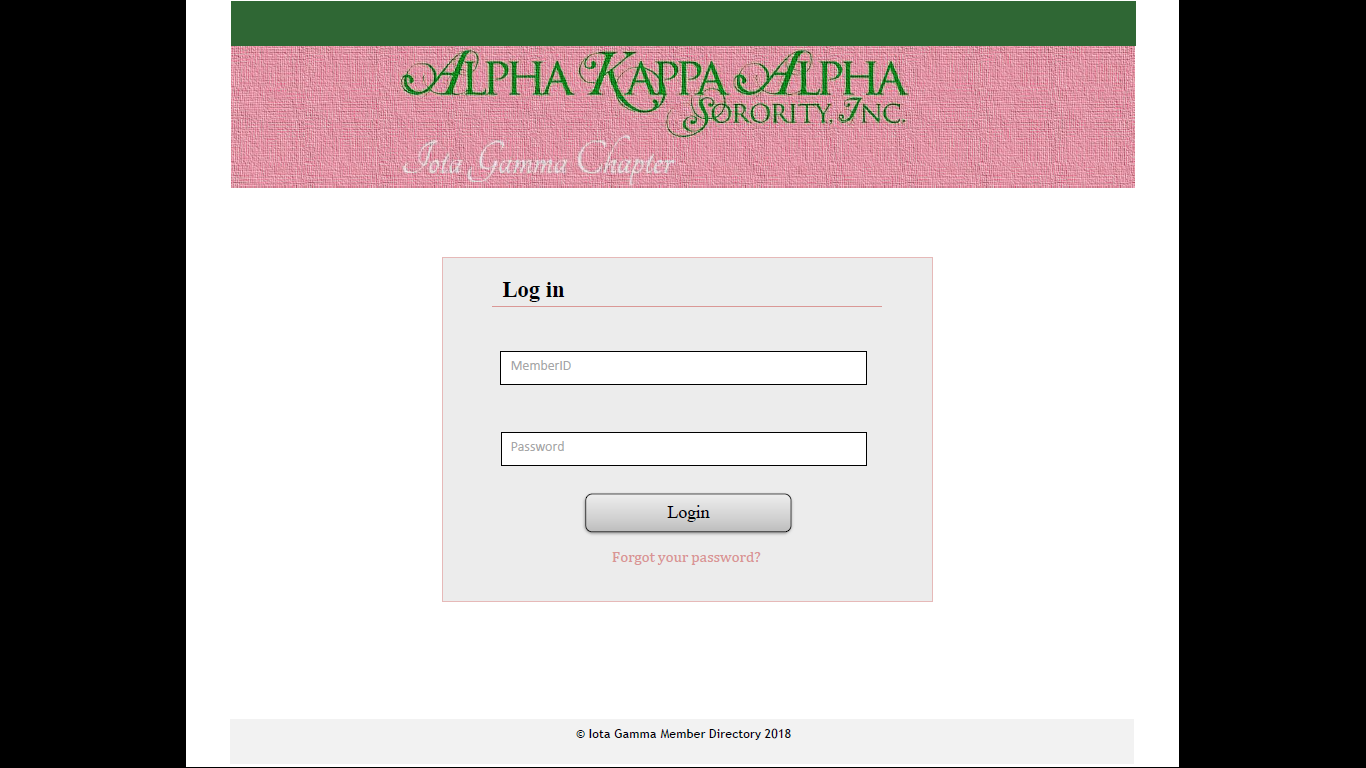 ALPHA KAPPA ALPHA
SORORITY, INC.
Iota Gamma Chapter
Log in
MemberID
Password
Login
Forgot your password?
© Iota Gamma Member Directory 2018